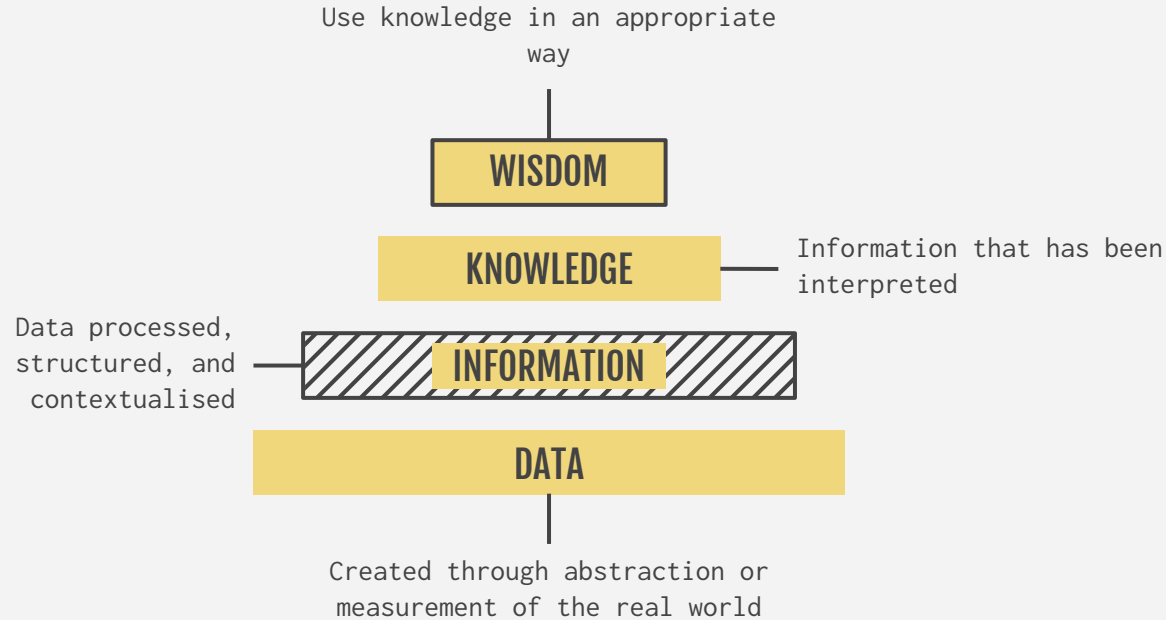 Use knowledge in an appropriate
way
WISDOM
KNOWLEDGE
Information that has been
interpreted
Data processed,
structured, and
contextualised
INFORMATION
DATA
Created through abstraction or
measurement of the real world